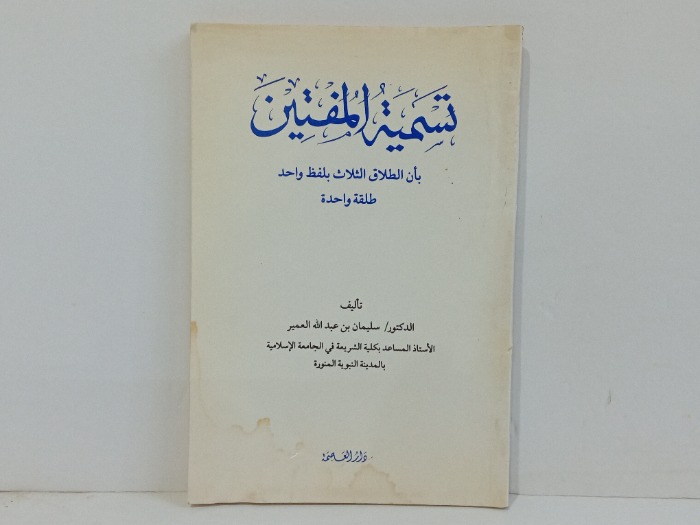 تسمية المفتين
بأن الطلاق الثلاث بلفظ واحد
طلقة واحدة
تأليف
الدكتور/ سليمان بن عبد الله العمير
الأستاذ المساعد بكلية الشريعة في الجامعة الإسلامية
بالمدينة النبوية المنورة
دار العاصمة